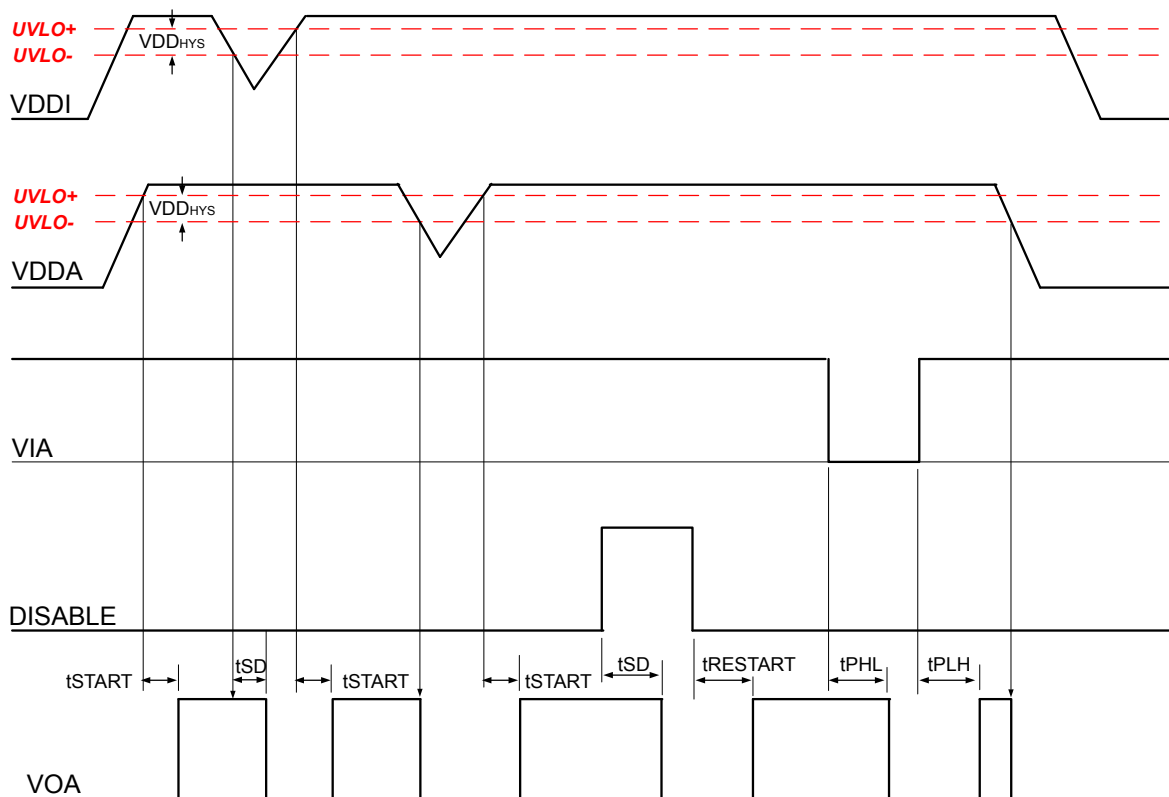 UVLO+
VDDHYS
UVLO-
VDDI
UVLO+
VDDHYS
UVLO-
VDDA
VIA
DISABLE
tSTART
tSD
tSTART
tSTART
tSD
tRESTART
tPHL
tPLH
VOA